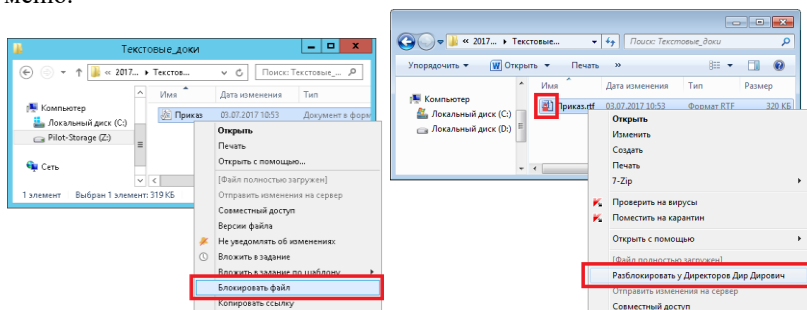 меню.
Текстовые_доки
« 2017... ▸ Текстов...
Поиск: Текстовые_...
Имя
Дата изменения
Тип
Компьютер
Локальный диск (C:)
Pilot-Storage (Z:)
Сеть
Приказ
03.07.2017 10:53
Документ в форм
1 элемент
Выбран 1 элемент: 319 КБ
Открыть
Печать
Открыть с помощью...
[Файл полностью загружен]
Отправить изменения на сервер
Совместный доступ
Версии файла
Не уведомлять об изменениях
Вложить в задание
Вложить в задание по шаблону
Блокировать файл
Копировать ссылку
« 2017... ▸ Текстовые...
Поиск: Текстовые_доки
Упорядочить
Открыть
Печать
»
Имя
Дата изменения
Тип
Размер
Компьютер
Локальный диск (C:)
Локальный диск (D:)
Приказ.rtf
03.07.2017 10:53
Формат RTF
320 КБ
Открыть
Изменить
Создать
Печать
7-Zip
Проверить на вирусы
Поместить на карантин
Открыть с помощью
[Файл полностью загружен]
Разблокировать у Директоров Дир Дирович
Отправить изменения на сервер
Совместный доступ